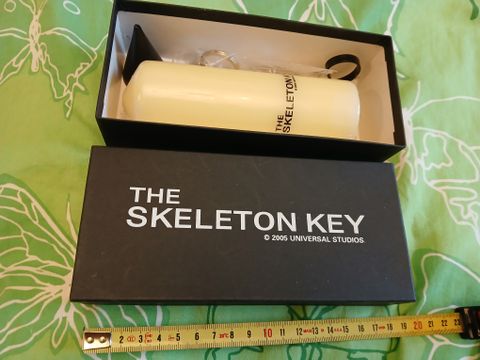 THE
SKELETON KEY
THE
SKELETON KEY
© 2005 UNIVERSAL STUDIOS.
2 3 4 5 6 7 8 9 10 11 12 13 14 15 16 17 18 19 20 21 22 23